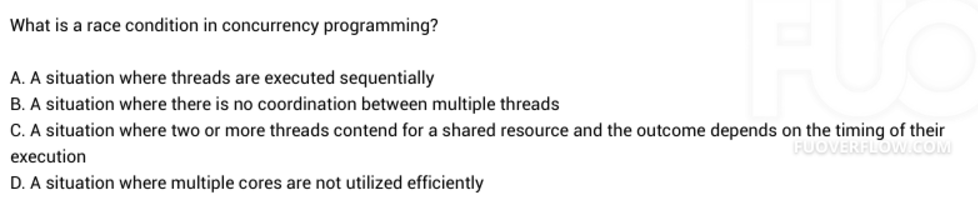 What is a race condition in concurrency programming?
A. A situation where threads are executed sequentially
B. A situation where there is no coordination between multiple threads
C. A situation where two or more threads contend for a shared resource and the outcome depends on the timing of their
execution
D. A situation where multiple cores are not utilized efficiently
FUO
FUOVERFLOW.COM